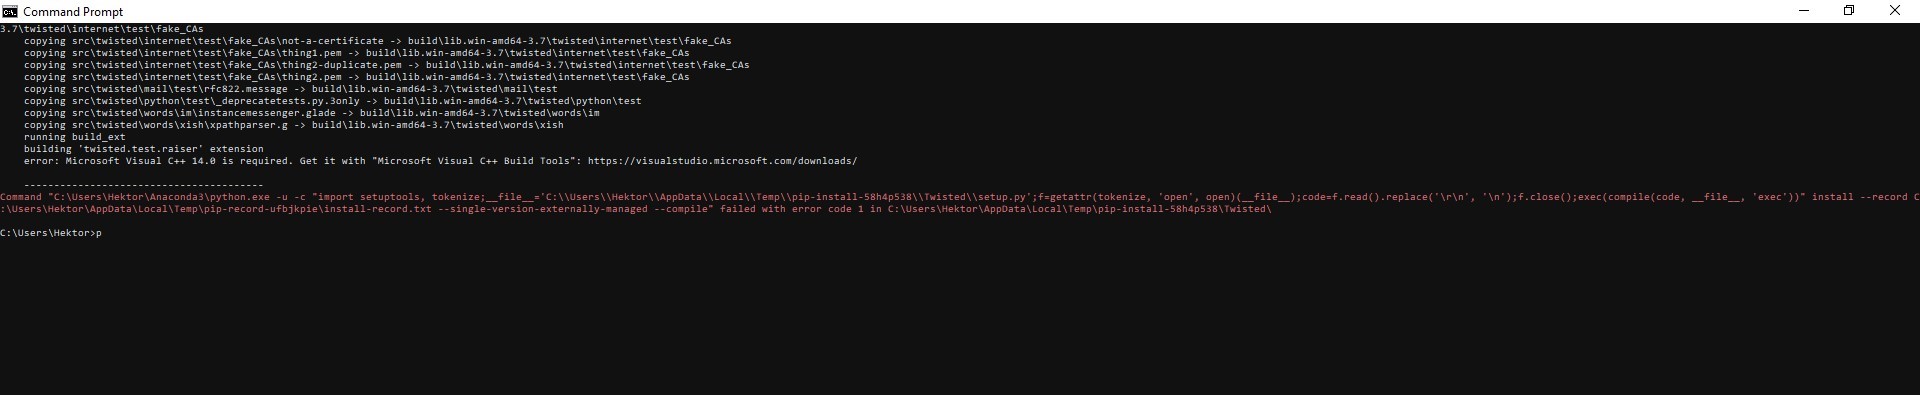 Command Prompt
3.7\twisted\internet\test\fake_CAs
copying src\twisted\internet\test\fake_CAs\not-a-certificate -> build\lib.win-amd64-3.7\twisted\internet\test\fake_CAs
copying src\twisted\internet\test\fake_CAs\thing1.pem -> build\lib.win-amd64-3.7\twisted\internet\test\fake_CAs
copying src\twisted\internet\test\fake_CAs\thing2-duplicate.pem -> build\lib.win-amd64-3.7\twisted\internet\test\fake_CAs
copying src\twisted\internet\test\fake_CAs\thing2.pem -> build\lib.win-amd64-3.7\twisted\internet\test\fake_CAs
copying src\twisted\mail\test\rfc822.message -> build\lib.win-amd64-3.7\twisted\mail\test
copying src\twisted\python\test\_deprecatetests.py.3only -> build\lib.win-amd64-3.7\twisted\python\test
copying src\twisted\words\im\instancemessenger.glade -> build\lib.win-amd64-3.7\twisted\words\im
copying src\twisted\words\xish\xpathparser.g -> build\lib.win-amd64-3.7\twisted\words\xish
running build_ext
building 'twisted.test.raiser' extension
error: Microsoft Visual C++ 14.0 is required. Get it with "Microsoft Visual C++ Build Tools": https://visualstudio.microsoft.com/downloads/
----------------------------------------
Command "C:\Users\Hektor\Anaconda3\python.exe -u -c "import setuptools, tokenize;__file__='C:\\Users\\Hektor\\AppData\\Local\\Temp\\pip-install-58h4p538\\Twisted\\setup.py';f=getattr(tokenize, 'open', open)(__file__);code=f.read().replace('\r\n', '\n');f.close();exec(compile(code, __file__, 'exec'))" install --record C
:\Users\Hektor\AppData\Local\Temp\pip-record-ufbjkpie\install-record.txt --single-version-externally-managed --compile" failed with error code 1 in C:\Users\Hektor\AppData\Local\Temp\pip-install-58h4p538\Twisted\
C:\Users\Hektor>p